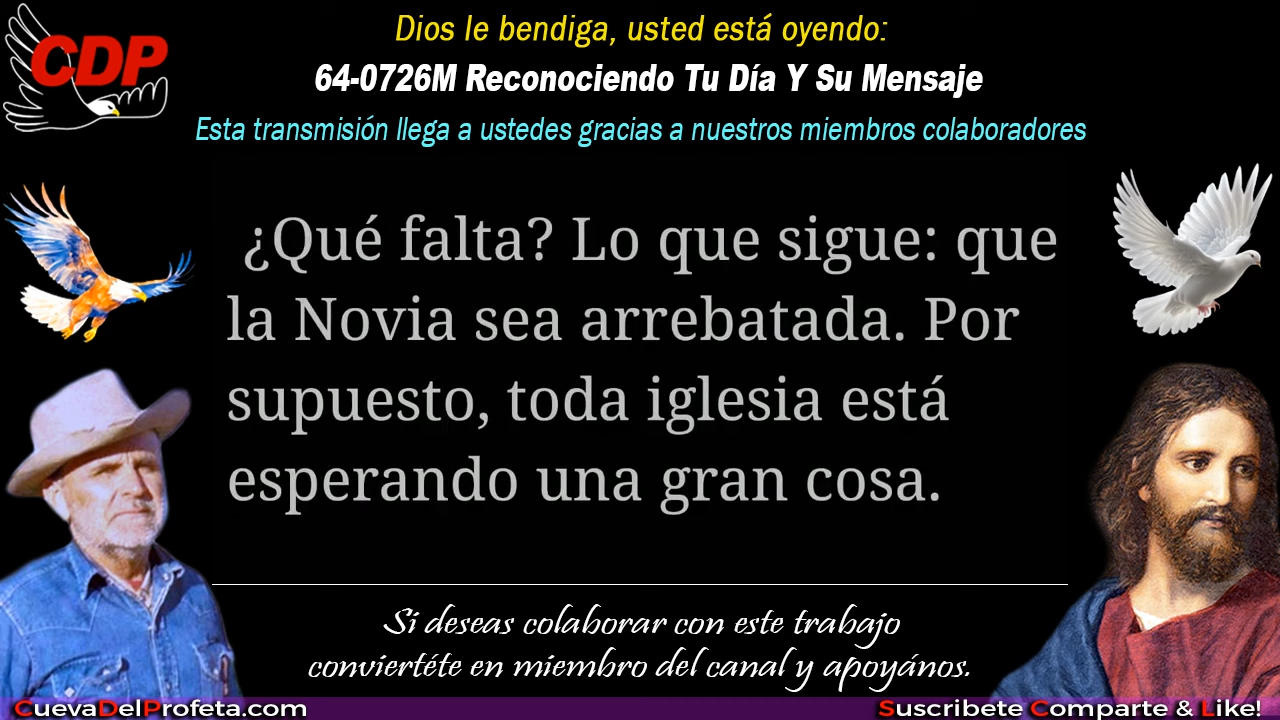 CDP
Dios le bendiga, usted está oyendo:
64-0726M Reconociendo Tu Día Y Su Mensaje
Esta transmisión llega a ustedes gracias a nuestros miembros colaboradores
¿Qué falta? Lo que sigue: que
la Novia sea arrebatada. Por
supuesto, toda iglesia está
esperando una gran cosa.
Si deseas colaborar con este trabajo
conviertéte en miembro del canal y apoyános.
CuevaDelProfeta.com
Suscribete Comparte & Like!